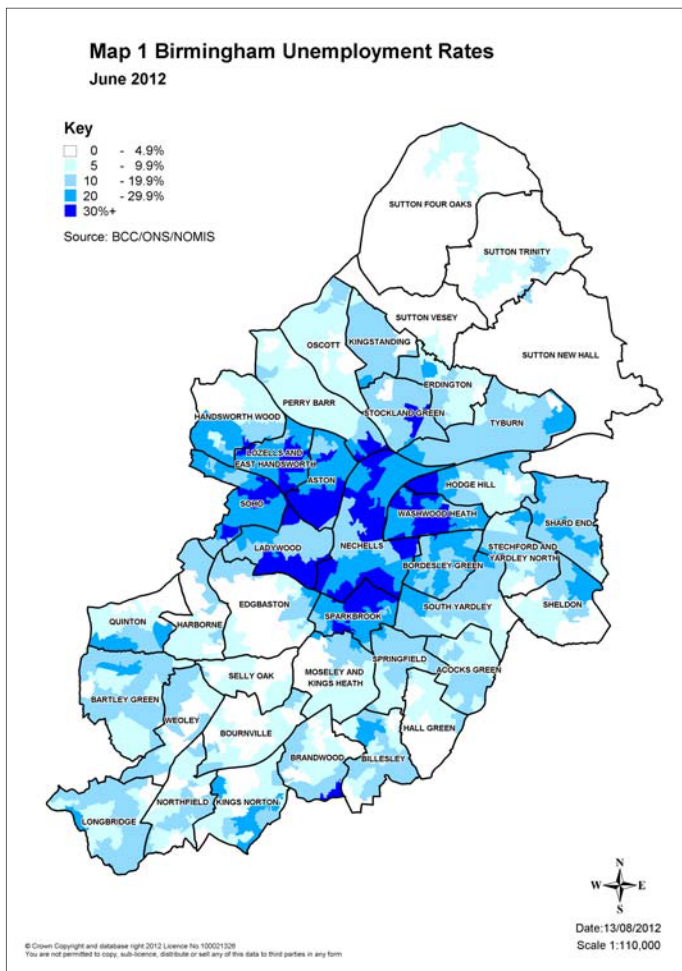 Map 1 Birmingham Unemployment Rates
June 2012
Key
0 - 4.9%
5 - 9.9%
10 - 19.9%
20 - 29.9%
30%+
Source: BCC/ONS/NOMIS
SUTTON FOUR OAKS
SUTTON TRINITY
SUTTON VESEY
SUTTON NEW HALL
OSCOTT
KINGSTANDING
ERDINGTON
PERRY BARR
STOCKLAND GREEN
HANDSWORTH WOOD
TYBURN
LOZELLS AND
EAST HANDSWORTH
ASTON
HODGE HILL
SOHO
WASHWOOD HEATH
SHARD END
LADYWOOD
NECHELLS
STECHFORD AND
YARDLEY NORTH
BORDESLEY GREEN
EDGBASTON
SPARKBROOK
SOUTH YARDLEY
SHELDON
QUINTON
HARBORNE
SPRINGFIELD
ACOCKS GREEN
SELLY OAK
MOSELEY AND
KINGS HEATH
BARTLEY GREEN
WEOLEY
BOURNVILLE
HALL GREEN
BRANDWOOD
BILLESLEY
NORTHFIELD
KINGS NORTON
LONGBRIDGE
N
W E
S
Date:13/08/2012
Scale 1:110,000
© Crown Copyright and database right 2012 Licence No.100021326
You are not permitted to copy, sub-licence, distribute or sell any of this data to third parties in any form